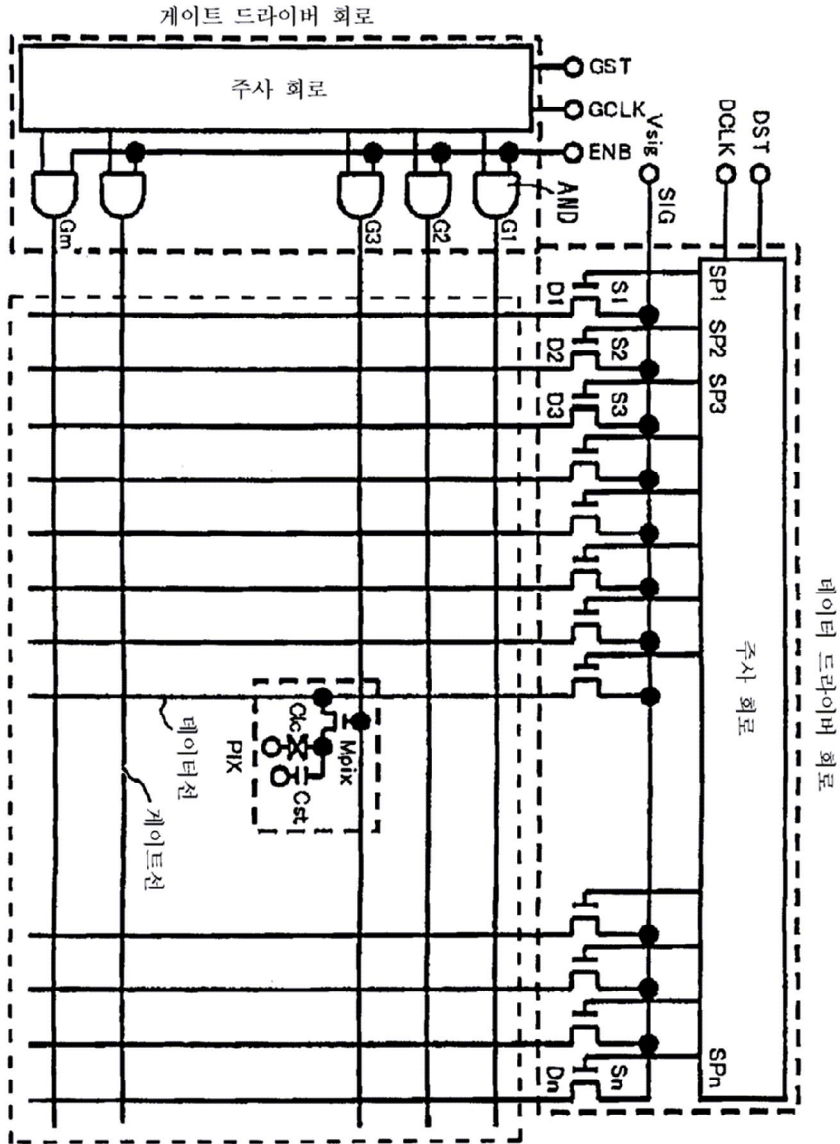 게이트 드라이버 회로
주사 회로
GST
GCLK
ENB
Vsig
SIG
DCLK
DST
AND
Gm
G3
G2
G1
SP1
SP2
SP3
D1
S1
D2
S2
D3
S3
데이터 드라이버 회로
주사 회로
Clc
Mpix
Cst
PIX
데이터선
게이트선
SPn
Dn
Sn